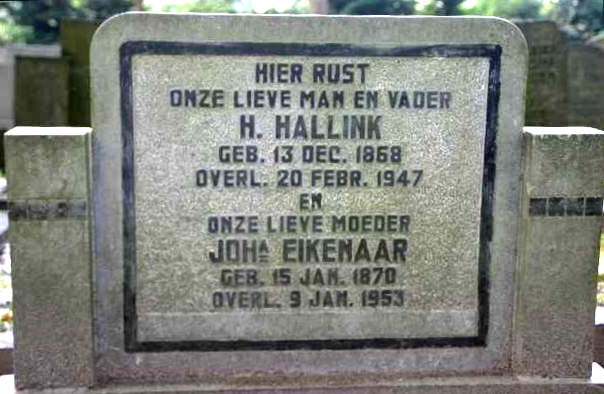 HIER RUST
ONZE LIEVE MAN EN VADER
H. HALLINK
GEB. 13 DEC. 1868
OVERL. 20 FEBR. 1947
EN
ONZE LIEVE MOEDER
JOHA EIKENAAR
GEB. 15 JAN. 1870
OVERL. 9 JAN. 1953